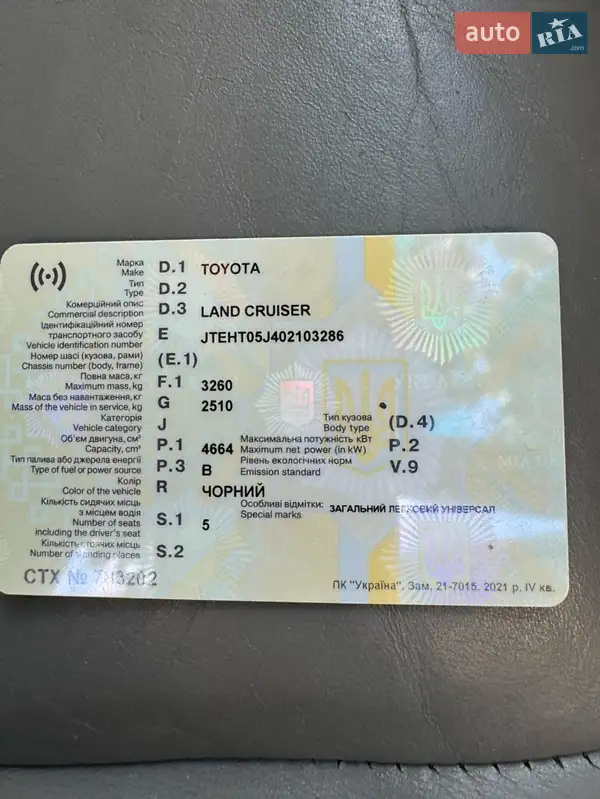 auto RIA .com
Марка
Make D.1 TOYOTA
Тип
Type D.2
Комерційний опис
Commercial description D.3 LAND CRUISER
Ідентифікаційний номер
транспортного засобу
Vehicle identification number E JTEHT05J402103286
Номер шасі (кузова, рами)
Chassis number (body, frame) (E.1)
Повна маса, кг
Maximum mass, kg F.1 3260
Маса без навантаження, кг
Mass of the vehicle in service, kg G 2510
Категорія
Vehicle category J
Тип кузова
Body type (D.4)
Об'єм двигуна, см³
Capacity, cm³ P.1 4664
Максимальна потужність кВт
Maximum net power (in kW) P.2
Тип палива або джерела енергії
Type of fuel or power source P.3 B
Рівень екологічних норм
Emission standard V.9
Колір
Color of the vehicle R ЧОРНИЙ
Особливі відмітки:
Special marks ЗАГАЛЬНИЙ ЛЕГКОВИЙ УНІВЕРСАЛ
Кількість сидячих місць
з місцем водія
Number of seats
including the driver's seat S.1 5
Кількість стоячих місць
Number of standing places S.2
СТХ №
ПК "Україна". Зам. 21-7015. 2021 р. IV кв.